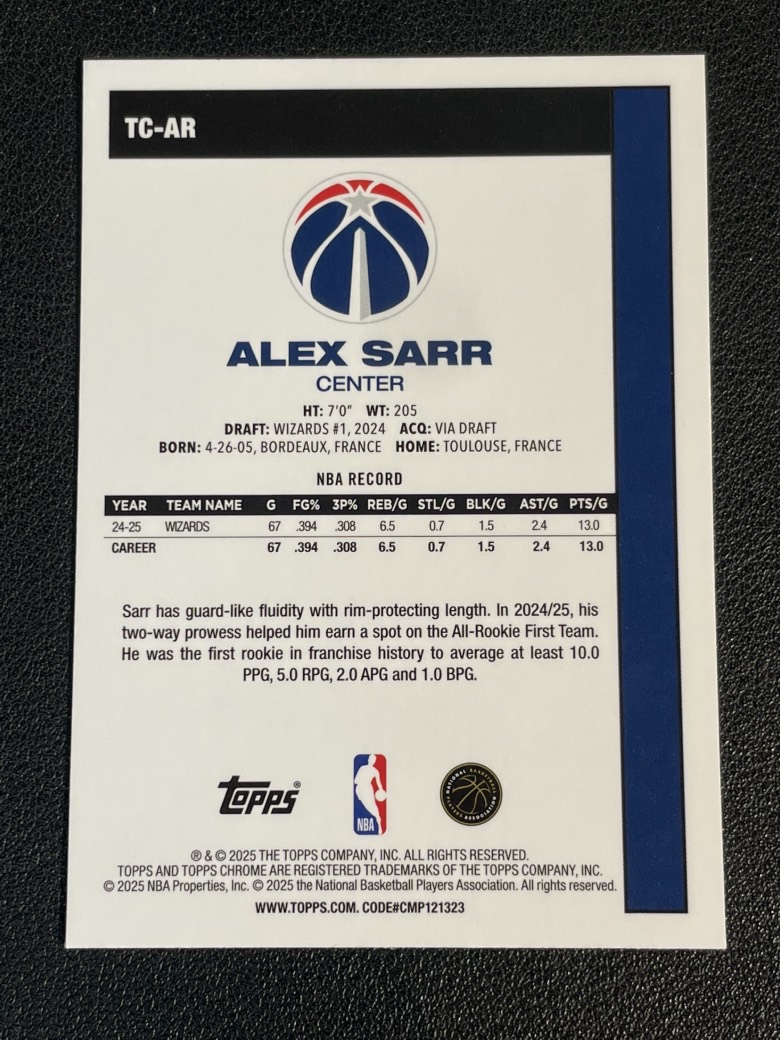 TC-AR
ALEX SARR
CENTER
HT: 7'0" WT: 205
DRAFT: WIZARDS #1, 2024 ACQ: VIA DRAFT
BORN: 4-26-05, BORDEAUX, FRANCE HOME: TOULOUSE, FRANCE
NBA RECORD
YEAR TEAM NAME G FG% 3P% REB/G STL/G BLK/G AST/G PTS/G
24-25 WIZARDS 67 .394 .308 6.5 0.7 1.5 2.4 13.0
CAREER 67 .394 .308 6.5 0.7 1.5 2.4 13.0
Sarr has guard-like fluidity with rim-protecting length. In 2024/25, his
two-way prowess helped him earn a spot on the All-Rookie First Team.
He was the first rookie in franchise history to average at least 10.0
PPG, 5.0 RPG, 2.0 APG and 1.0 BPG.
Topps®
NBA
NATIONAL BASKETBALL PLAYERS ASSOCIATION
® & © 2025 THE TOPPS COMPANY, INC. ALL RIGHTS RESERVED.
TOPPS AND TOPPS CHROME ARE REGISTERED TRADEMARKS OF THE TOPPS COMPANY, INC.
© 2025 NBA Properties, Inc. © 2025 the National Basketball Players Association. All rights reserved.
WWW.TOPPS.COM. CODE#CMP121323